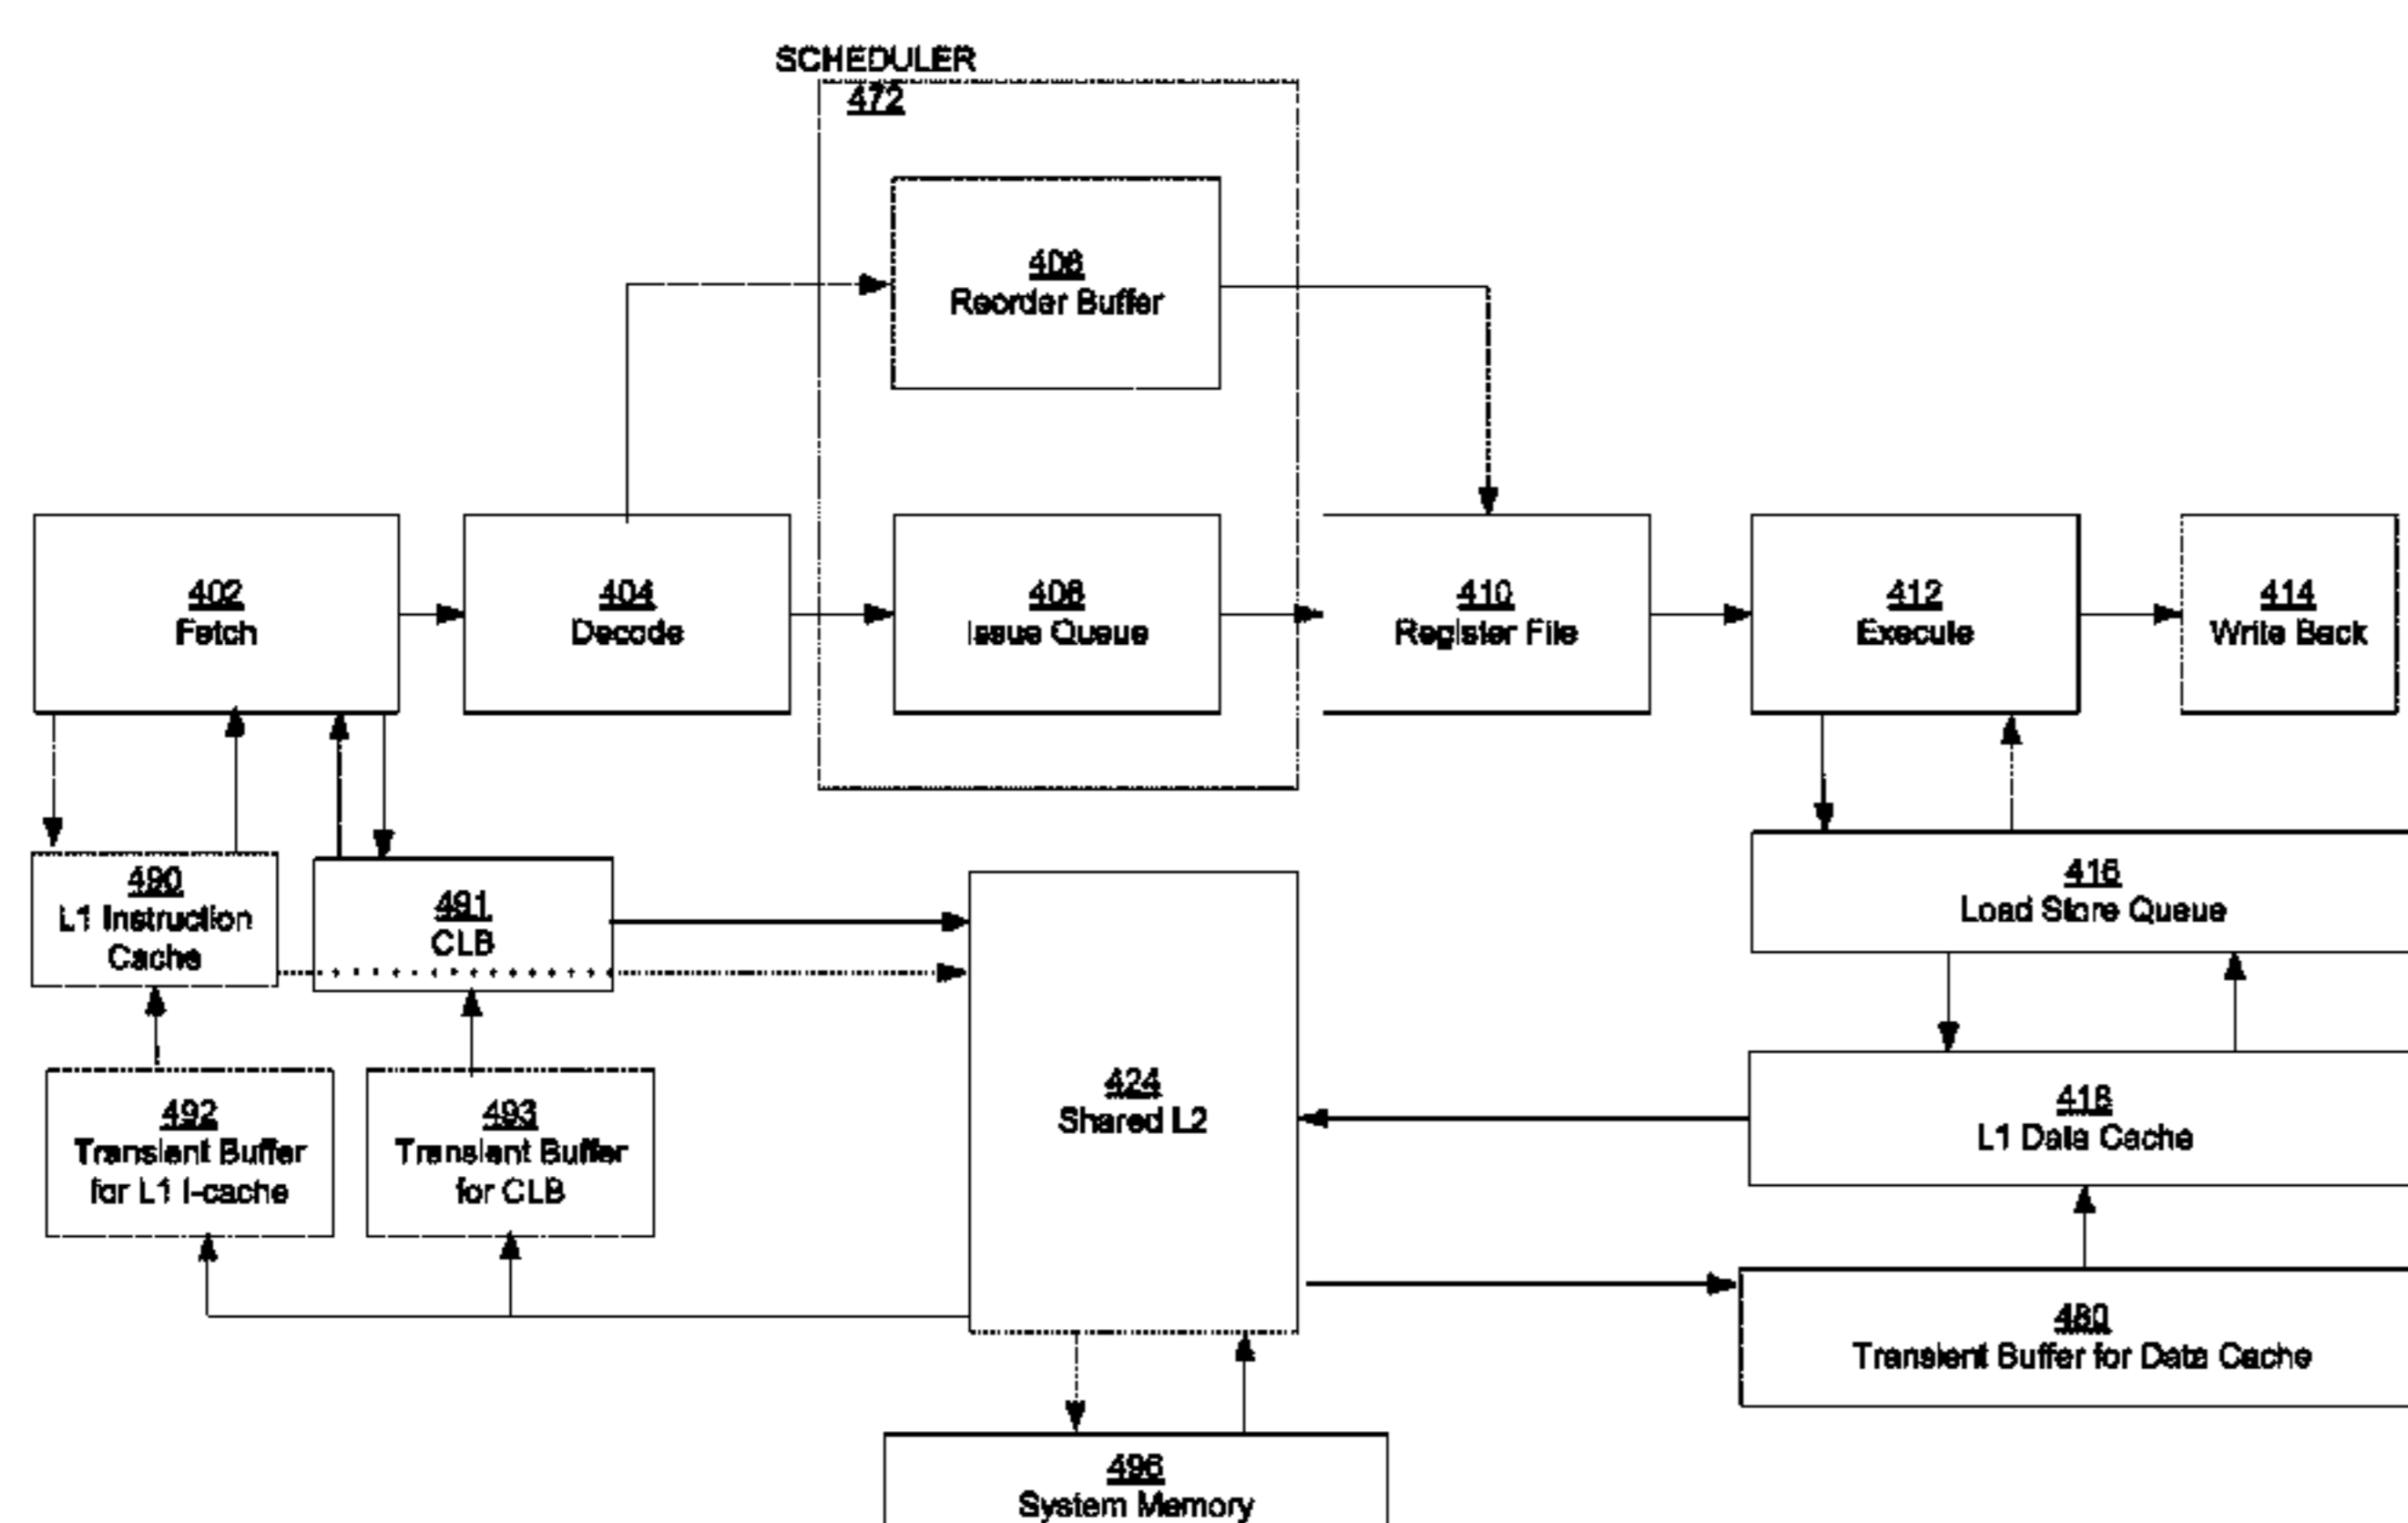 SCHEDULER
472
406
Reorder Buffer
402
Fetch
404
Decode
408
Issue Queue
410
Register File
412
Execute
414
Write Back
490
L1 Instruction
Cache
491
CLB
416
Load Store Queue
492
Transient Buffer
for L1 I-cache
493
Transient Buffer
for CLB
424
Shared L2
418
L1 Data Cache
480
Transient Buffer for Data Cache
496
System Memory